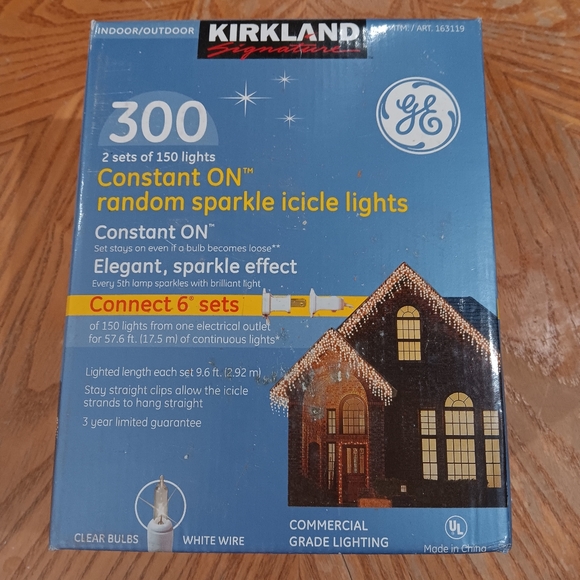 INDOOR/OUTDOOR
KIRKLAND
Signature
ITM. / ART. 163119
300
GE
2 sets of 150 lights
Constant ON™
random sparkle icicle lights
Constant ON™
Set stays on even if a bulb becomes loose**
Elegant, sparkle effect
Every 5th lamp sparkles with brilliant light
Connect 6* sets
of 150 lights from one electrical outlet
for 57.6 ft. (17.5 m) of continuous lights*
Lighted length each set 9.6 ft. (2.92 m)
Stay straight clips allow the icicle
strands to hang straight
3 year limited guarantee
CLEAR BULBS
WHITE WIRE
COMMERCIAL
GRADE LIGHTING
UL
Made in China